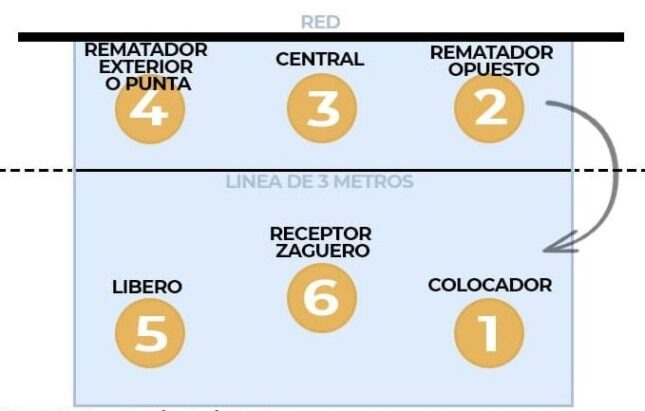 RED
REMATADOR
EXTERIOR
O PUNTA
CENTRAL
REMATADOR
OPUESTO
4
3
2
LINEA DE 3 METROS
RECEPTOR
ZAGUERO
LIBERO
COLOCADOR
6
5
1